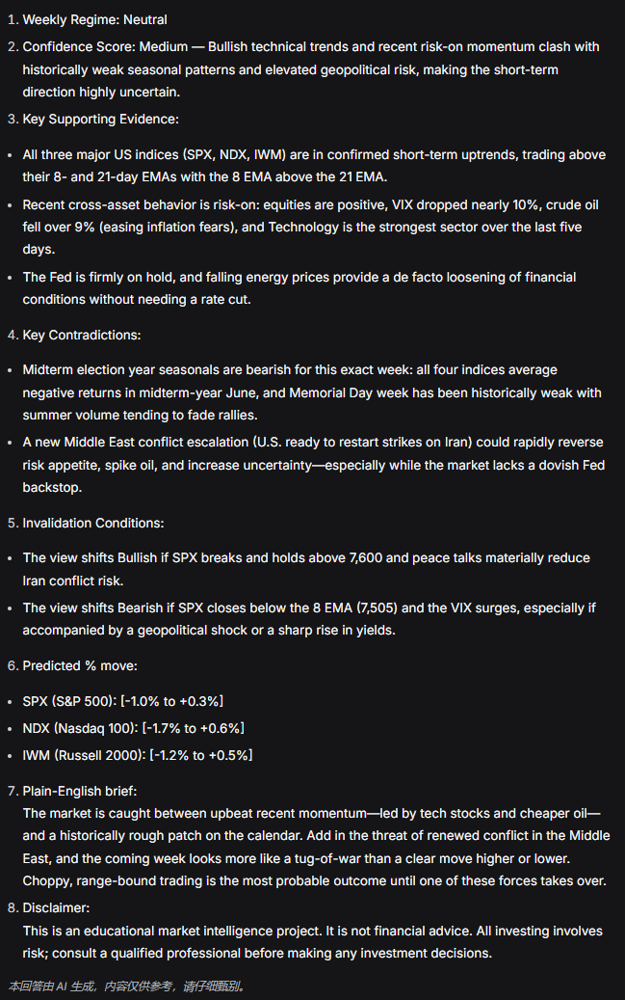 1. Weekly Regime: Neutral
2. Confidence Score: Medium — Bullish technical trends and recent risk-on momentum clash with
historically weak seasonal patterns and elevated geopolitical risk, making the short-term
direction highly uncertain.
3. Key Supporting Evidence:
• All three major US indices (SPX, NDX, IWM) are in confirmed short-term uptrends, trading above
their 8- and 21-day EMAs with the 8 EMA above the 21 EMA.
• Recent cross-asset behavior is risk-on: equities are positive, VIX dropped nearly 10%, crude oil
fell over 9% (easing inflation fears), and Technology is the strongest sector over the last five
days.
• The Fed is firmly on hold, and falling energy prices provide a de facto loosening of financial
conditions without needing a rate cut.
4. Key Contradictions:
• Midterm election year seasonals are bearish for this exact week: all four indices average
negative returns in midterm-year June, and Memorial Day week has been historically weak with
summer volume tending to fade rallies.
• A new Middle East conflict escalation (U.S. ready to restart strikes on Iran) could rapidly reverse
risk appetite, spike oil, and increase uncertainty—especially while the market lacks a dovish Fed
backstop.
5. Invalidation Conditions:
• The view shifts Bullish if SPX breaks and holds above 7,600 and peace talks materially reduce
Iran conflict risk.
• The view shifts Bearish if SPX closes below the 8 EMA (7,505) and the VIX surges, especially if
accompanied by a geopolitical shock or a sharp rise in yields.
6. Predicted % move:
• SPX (S&P 500): [-1.0% to +0.3%]
• NDX (Nasdaq 100): [-1.7% to +0.6%]
• IWM (Russell 2000): [-1.2% to +0.5%]
7. Plain-English brief:
The market is caught between upbeat recent momentum—led by tech stocks and cheaper oil—
and a historically rough patch on the calendar. Add in the threat of renewed conflict in the Middle
East, and the coming week looks more like a tug-of-war than a clear move higher or lower.
Choppy, range-bound trading is the most probable outcome until one of these forces takes over.
8. Disclaimer:
This is an educational market intelligence project. It is not financial advice. All investing involves
risk; consult a qualified professional before making any investment decisions.
本回答由 AI 生成，内容仅供参考，请仔细甄别。